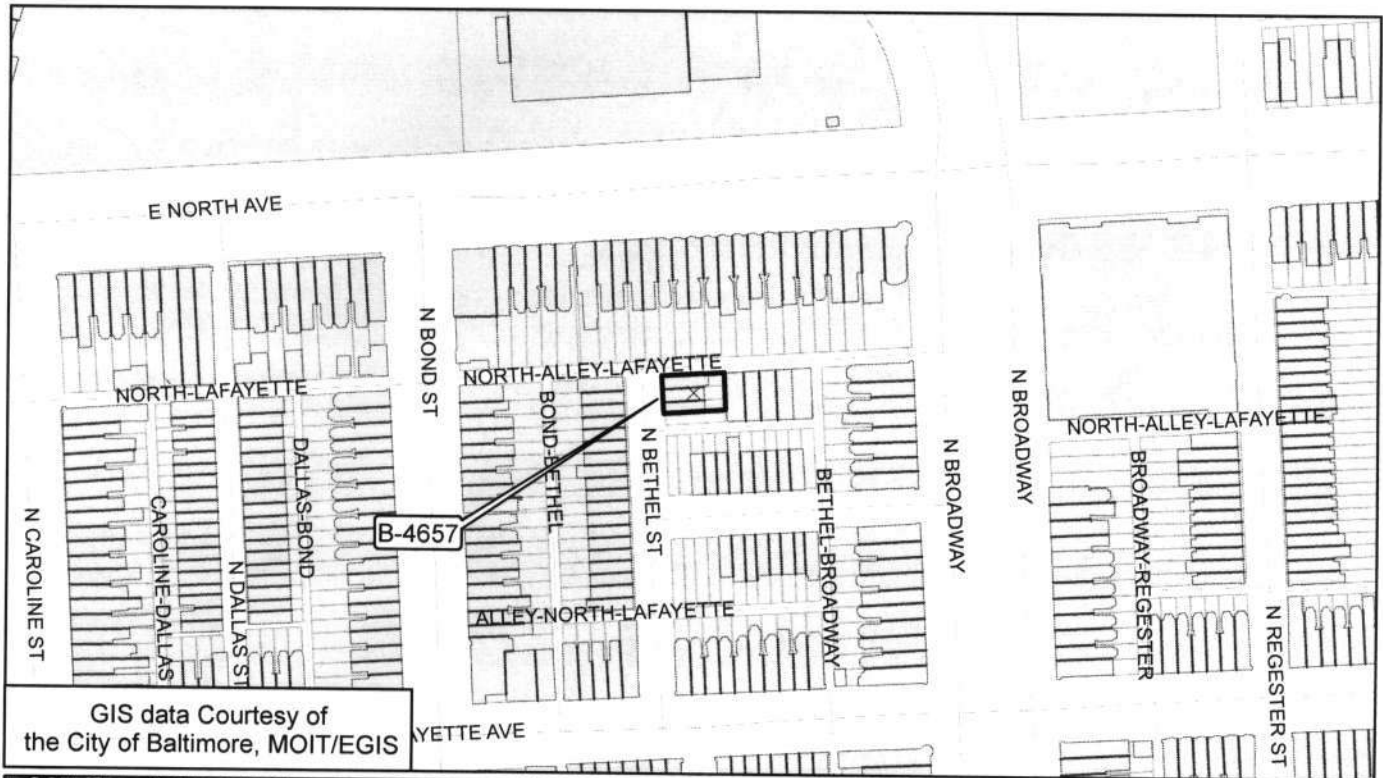 E NORTH AVE
N BOND ST
NORTH-ALLEY-LAFAYETTE
NORTH-LAFAYETTE
BOND-BETHEL
N BETHEL ST
N BROADWAY
N BROADWAY
NORTH-ALLEY-LAFAYETTE
DALLAS-BOND
CAROLINE-DALLAS
N CAROLINE ST
N DALLAS ST
B-4657
BETHEL-BROADWAY
BROADWAY-REGESTER
N REGESTER ST
ALLEY-NORTH-LAFAYETTE
GIS data Courtesy of
the City of Baltimore, MOIT/EGIS
AYETTE AVE